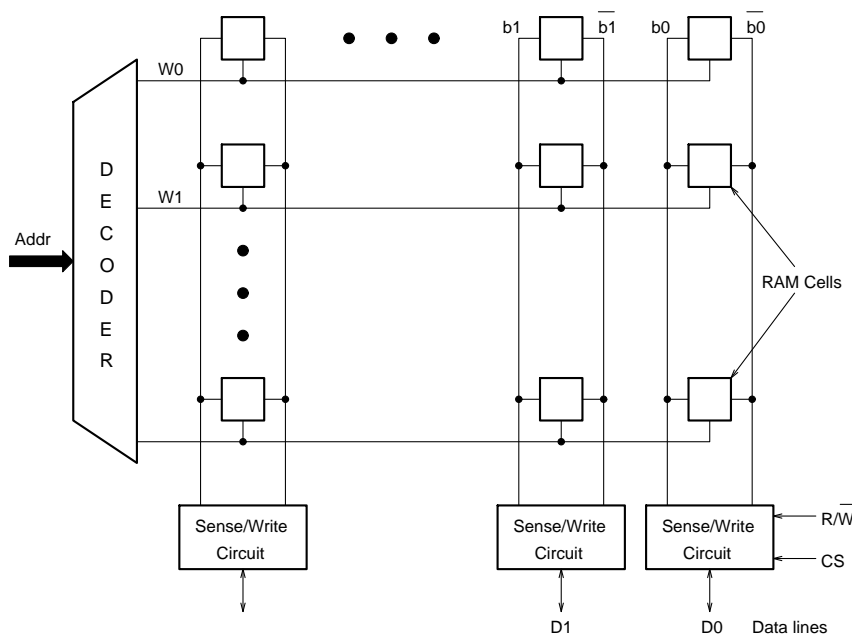 b1
b1
b0
b0
W0
DECODER
W1
Addr
RAM Cells
Sense/Write
Circuit
Sense/Write
Circuit
Sense/Write
Circuit
R/W
CS
D1
D0
Data lines